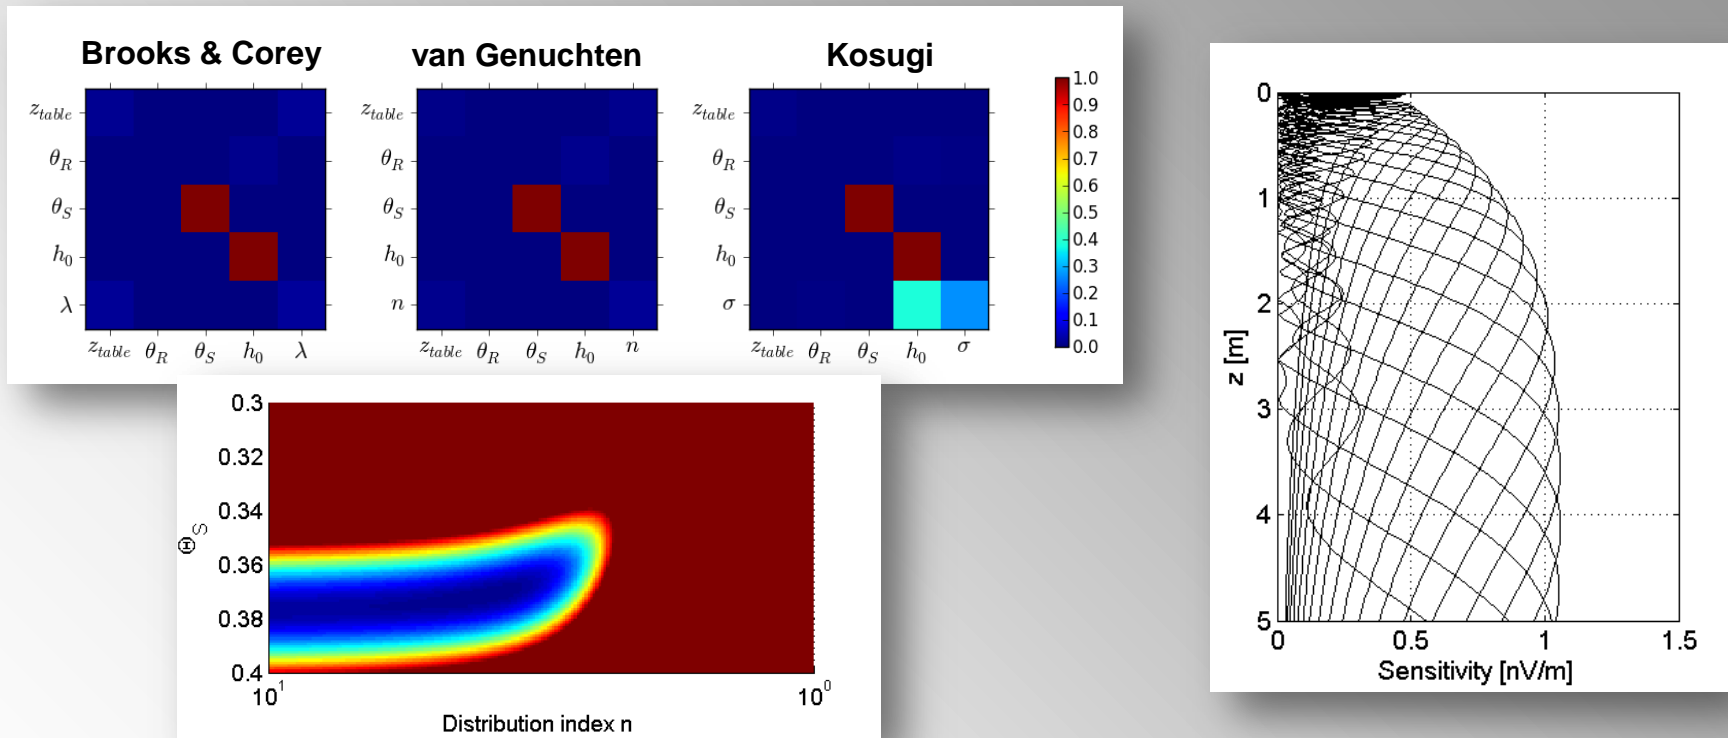 Brooks & Corey
van Genuchten
Kosugi
z_table
θ_R
θ_S
h_0
λ
z_table θ_R θ_S h_0 λ
z_table
θ_R
θ_S
h_0
n
z_table θ_R θ_S h_0 n
z_table
θ_R
θ_S
h_0
σ
z_table θ_R θ_S h_0 σ
1.0
0.9
0.8
0.7
0.6
0.5
0.4
0.3
0.2
0.1
0.0
0.3
0.32
0.34
0.36
0.38
0.4
Θ_S
10^1 10^0
Distribution index n
0
1
2
3
4
5
z [m]
0 0.5 1 1.5
Sensitivity [nV/m]